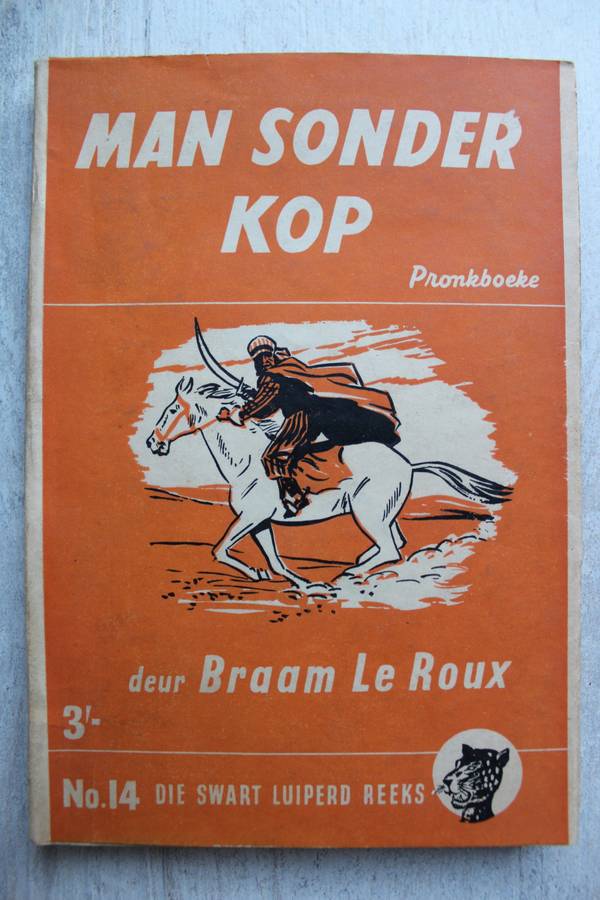 MAN SONDER
KOP
Pronkboeke
deur Braam Le Roux
3'-
No.14 DIE SWART LUIPERD REEKS